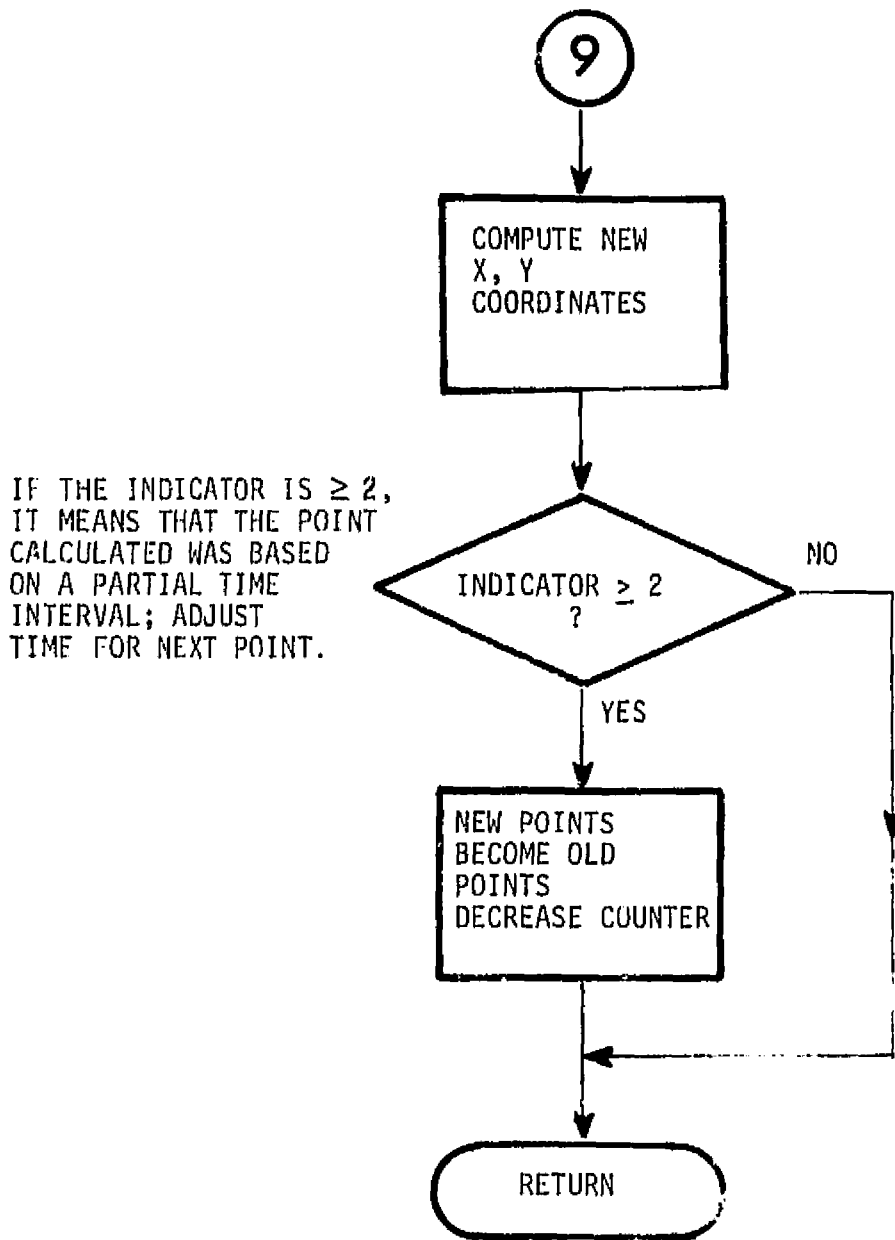 9
COMPUTE NEW
X, Y
COORDINATES
IF THE INDICATOR IS ≥ 2,
IT MEANS THAT THE POINT
CALCULATED WAS BASED
ON A PARTIAL TIME
INTERVAL; ADJUST
TIME FOR NEXT POINT.
INDICATOR ≥ 2
?
NO
YES
NEW POINTS
BECOME OLD
POINTS
DECREASE COUNTER
RETURN